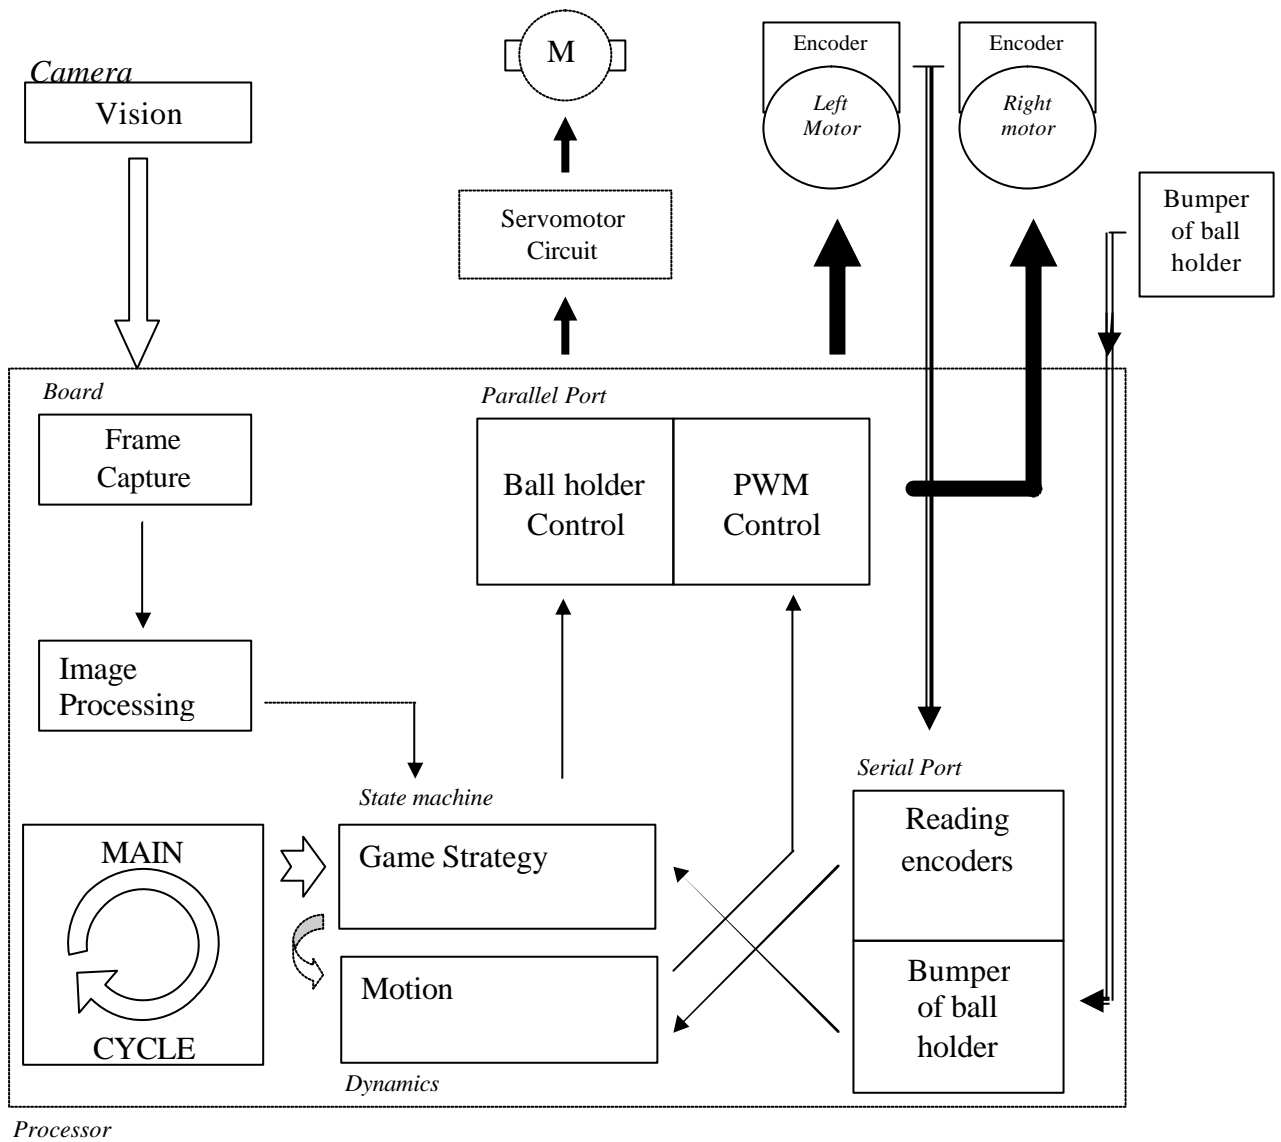 M
Encoder
Encoder
Camera
Vision
Left
Motor
Right
motor
Servomotor
Circuit
Bumper
of ball
holder
Board
Parallel Port
Frame
Capture
Ball holder
Control
PWM
Control
Image
Processing
Serial Port
State machine
MAIN
CYCLE
Game Strategy
Motion
Dynamics
Reading
encoders
Bumper
of ball
holder
Processor